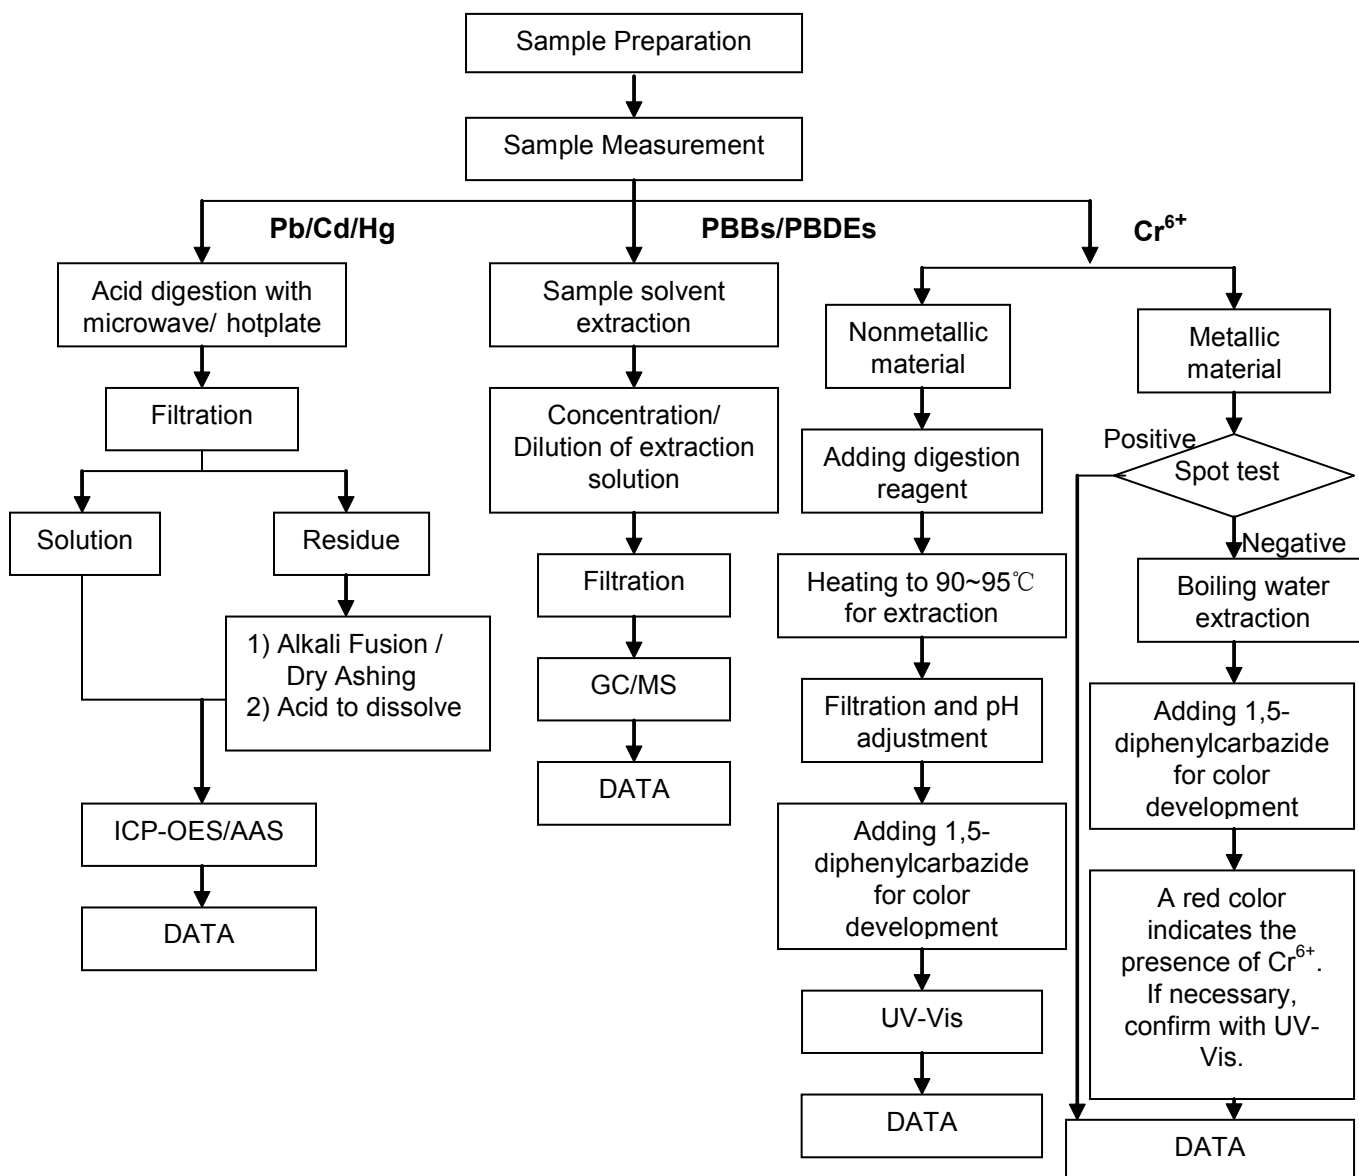 Sample Preparation
Sample Measurement
Pb/Cd/Hg
PBBs/PBDEs
Cr⁶⁺
Acid digestion with
microwave/ hotplate
Filtration
Solution
Residue
1) Alkali Fusion /
Dry Ashing
2) Acid to dissolve
ICP-OES/AAS
DATA
Sample solvent
extraction
Concentration/
Dilution of extraction
solution
Filtration
GC/MS
DATA
Nonmetallic
material
Adding digestion
reagent
Heating to 90~95℃
for extraction
Filtration and pH
adjustment
Adding 1,5-
diphenylcarbazide
for color
development
UV-Vis
DATA
Metallic
material
Positive
Spot test
Negative
Boiling water
extraction
Adding 1,5-
diphenylcarbazide
for color
development
A red color
indicates the
presence of Cr⁶⁺.
If necessary,
confirm with UV-
Vis.
DATA